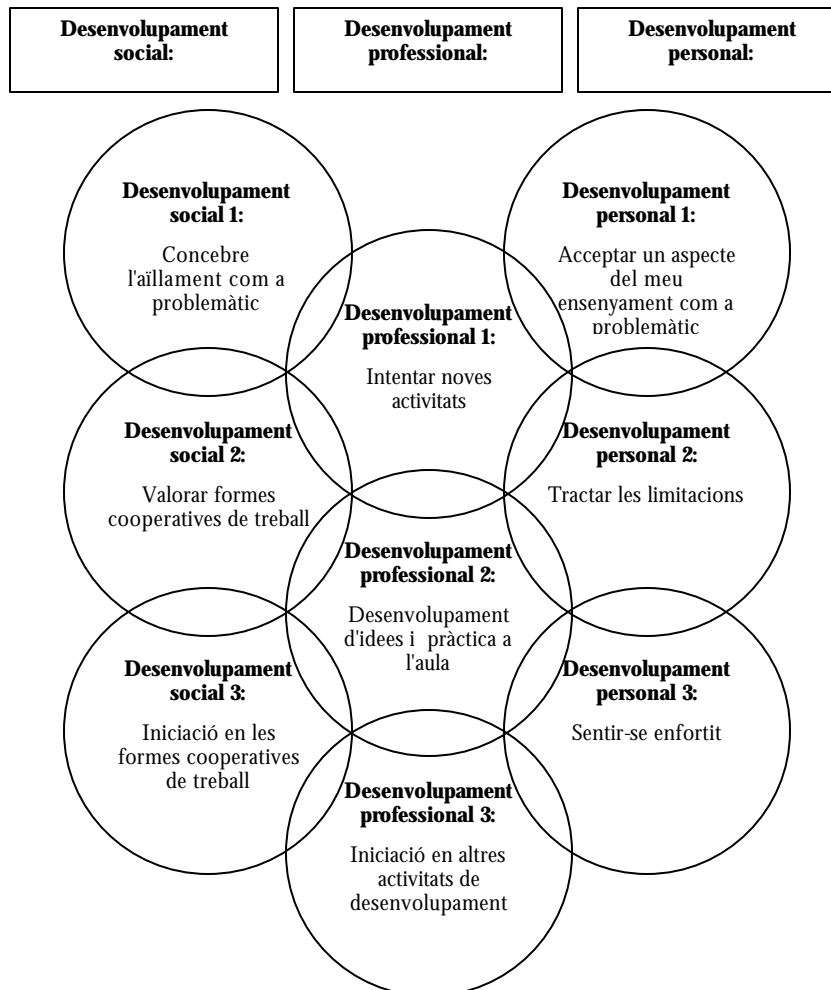 Desenvolupament
social:
Desenvolupament
professional:
Desenvolupament
personal:
Desenvolupament
social 1:
Concebre
l'aïllament com a
problemàtic
Desenvolupament
personal 1:
Acceptar un aspecte
del meu
ensenyament com a
problemàtic
Desenvolupament
professional 1:
Intentar noves
activitats
Desenvolupament
social 2:
Valorar formes
cooperatives de treball
Desenvolupament
personal 2:
Tractar les limitacions
Desenvolupament
professional 2:
Desenvolupament
d'idees i pràctica a
l'aula
Desenvolupament
social 3:
Iniciació en les
formes cooperatives
de treball
Desenvolupament
personal 3:
Sentir-se enfortit
Desenvolupament
professional 3:
Iniciació en altres
activitats de
desenvolupament